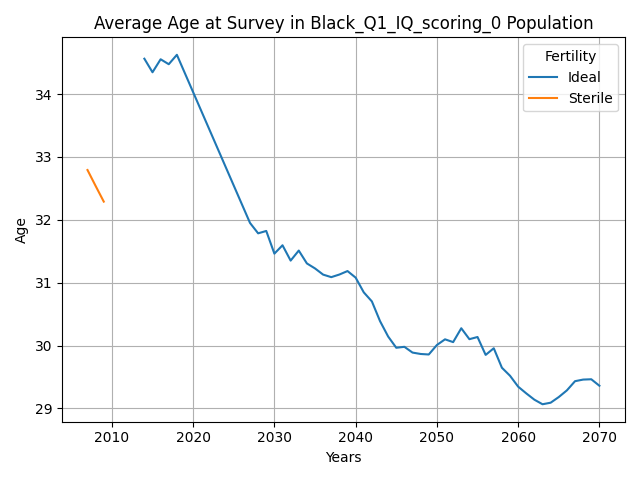 Average Age at Survey in Black_Q1_IQ_scoring_0 Population
Fertility
Ideal
Sterile
34
33
32
31
30
29
Age
2010 2020 2030 2040 2050 2060 2070
Years